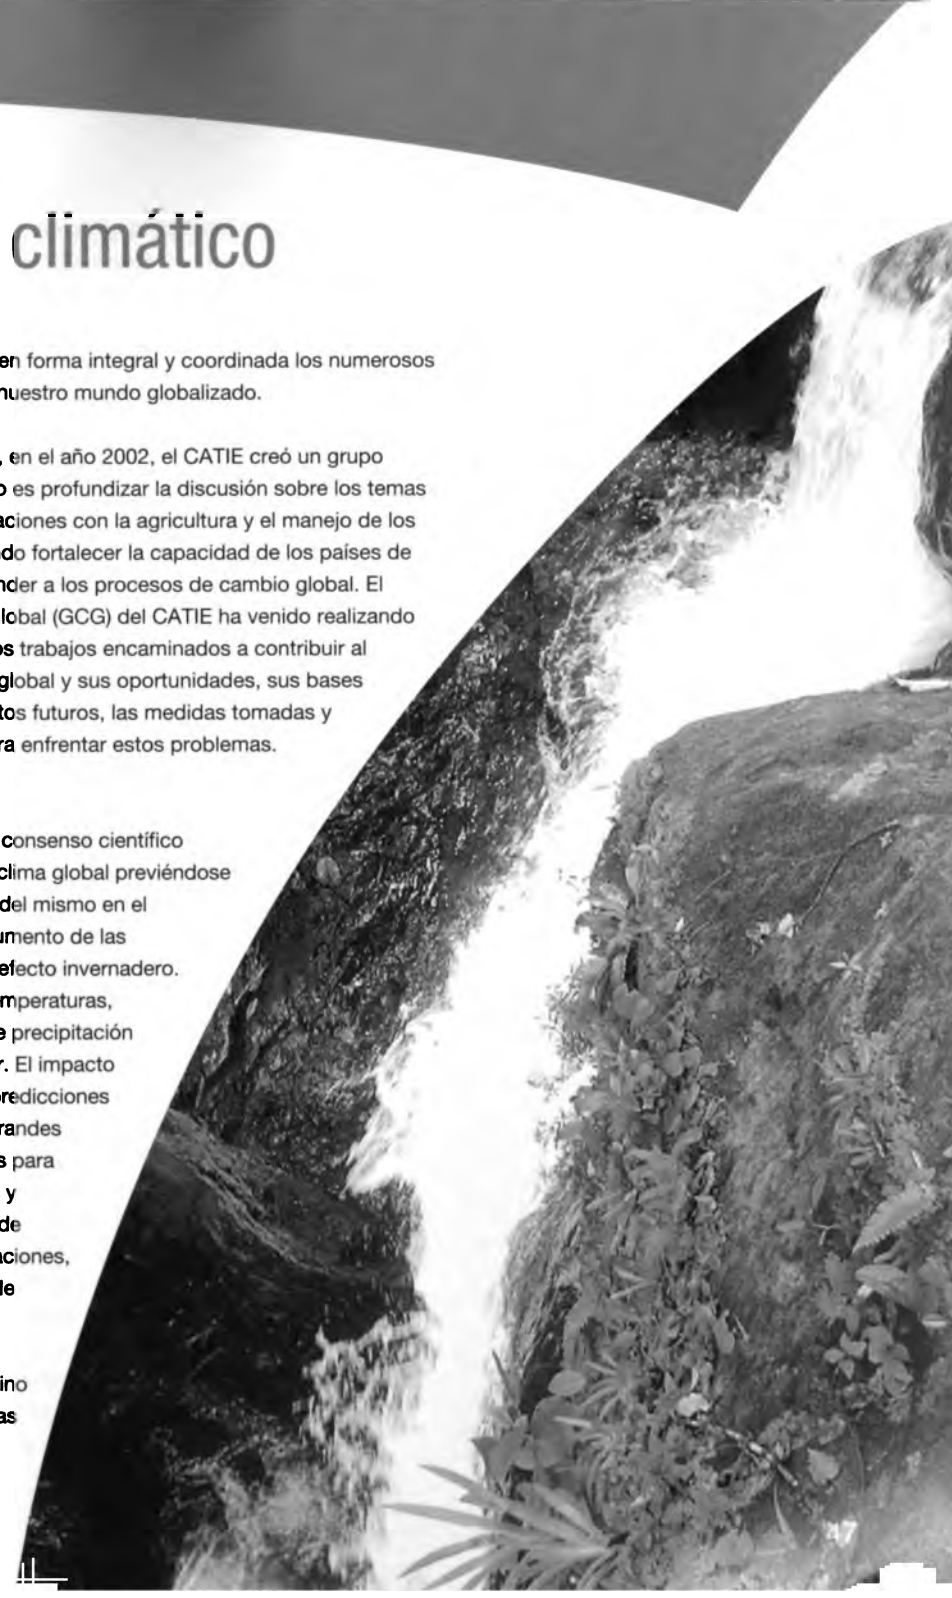 climático
en forma integral y coordinada los numerosos
nuestro mundo globalizado.
, en el año 2002, el CATIE creó un grupo
o es profundizar la discusión sobre los temas
aciones con la agricultura y el manejo de los
do fortalecer la capacidad de los países de
nder a los procesos de cambio global. El
lobal (GCG) del CATIE ha venido realizando
os trabajos encaminados a contribuir al
global y sus oportunidades, sus bases
tos futuros, las medidas tomadas y
ra enfrentar estos problemas.
consenso científico
clima global previéndose
del mismo en el
umento de las
efecto invernadero.
mperaturas,
e precipitación
r. El impacto
predicciones
randes
s para
y
de
aciones,
de
ino
as
47